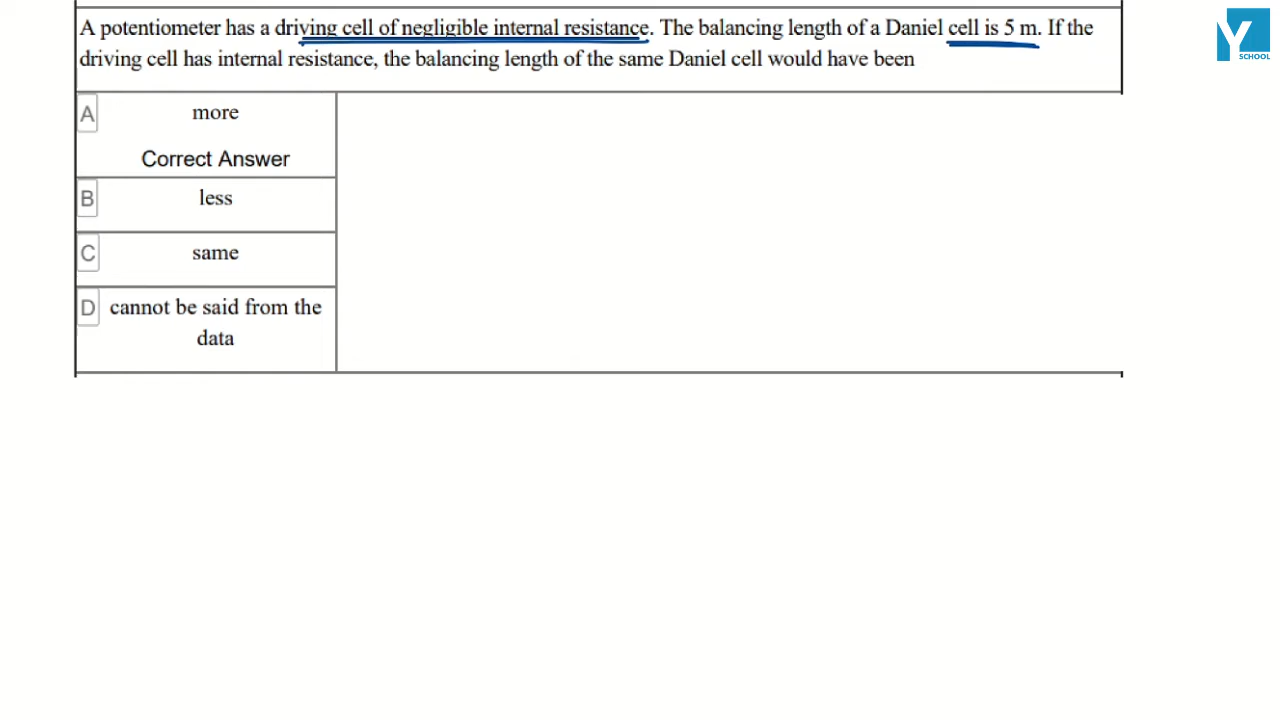 A potentiometer has a driving cell of negligible internal resistance. The balancing length of a Daniel cell is 5 m. If the
driving cell has internal resistance, the balancing length of the same Daniel cell would have been
A more
Correct Answer
B less
C same
D cannot be said from the
data
Y
SCHOOL